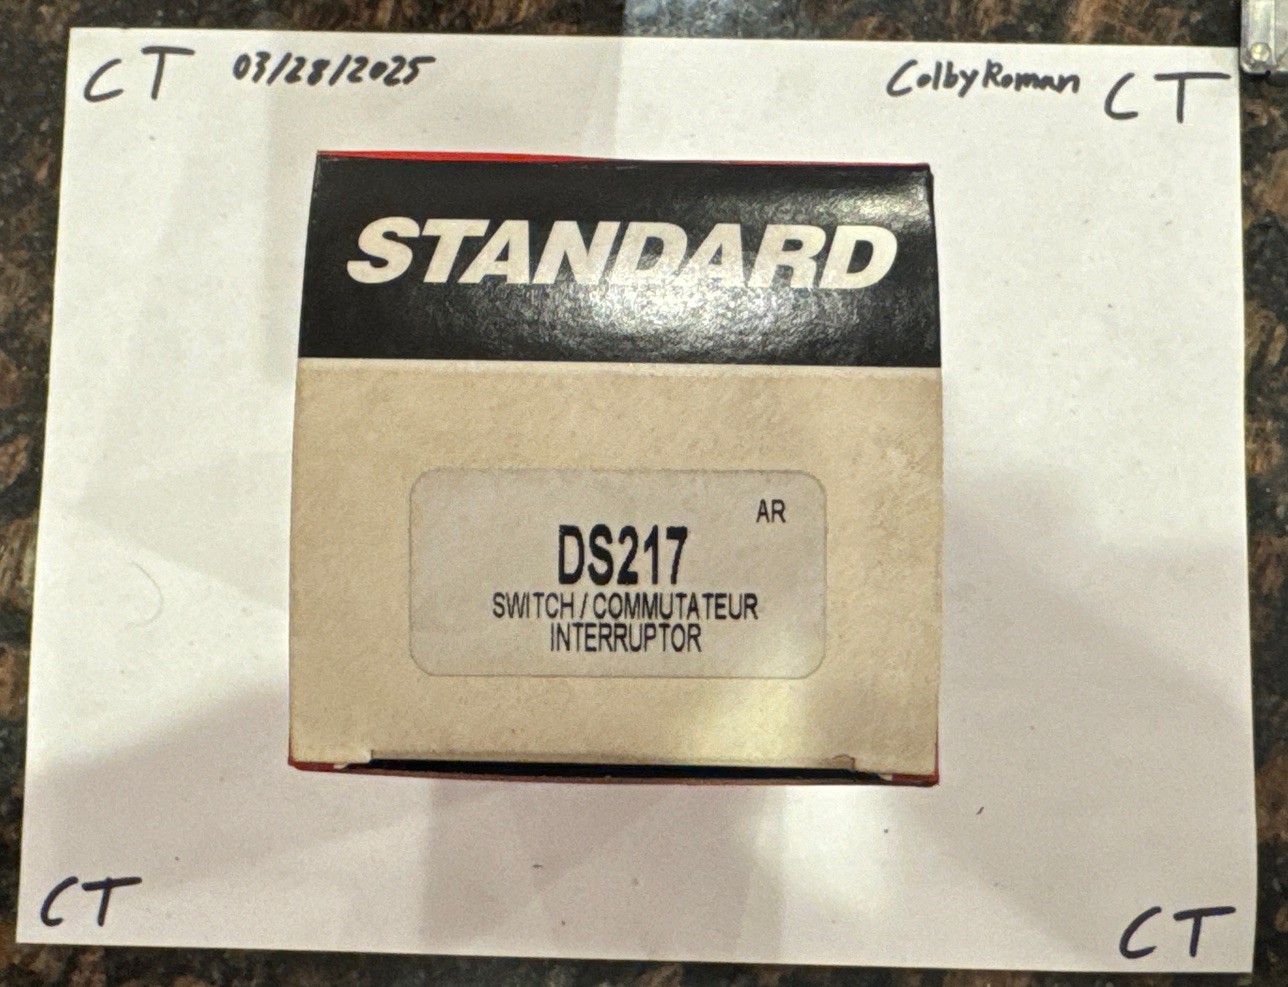 CT 03/28/2025 ColbyRoman CT
STANDARD
AR
DS217
SWITCH / COMMUTATEUR
INTERRUPTOR
CT CT